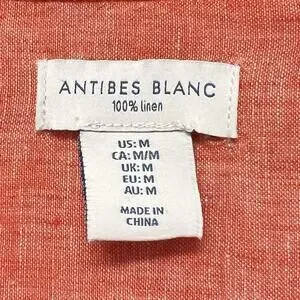 ANTIBES BLANC
100% linen
US: M
CA: M/M
UK: M
EU: M
AU: M
MADE IN
CHINA